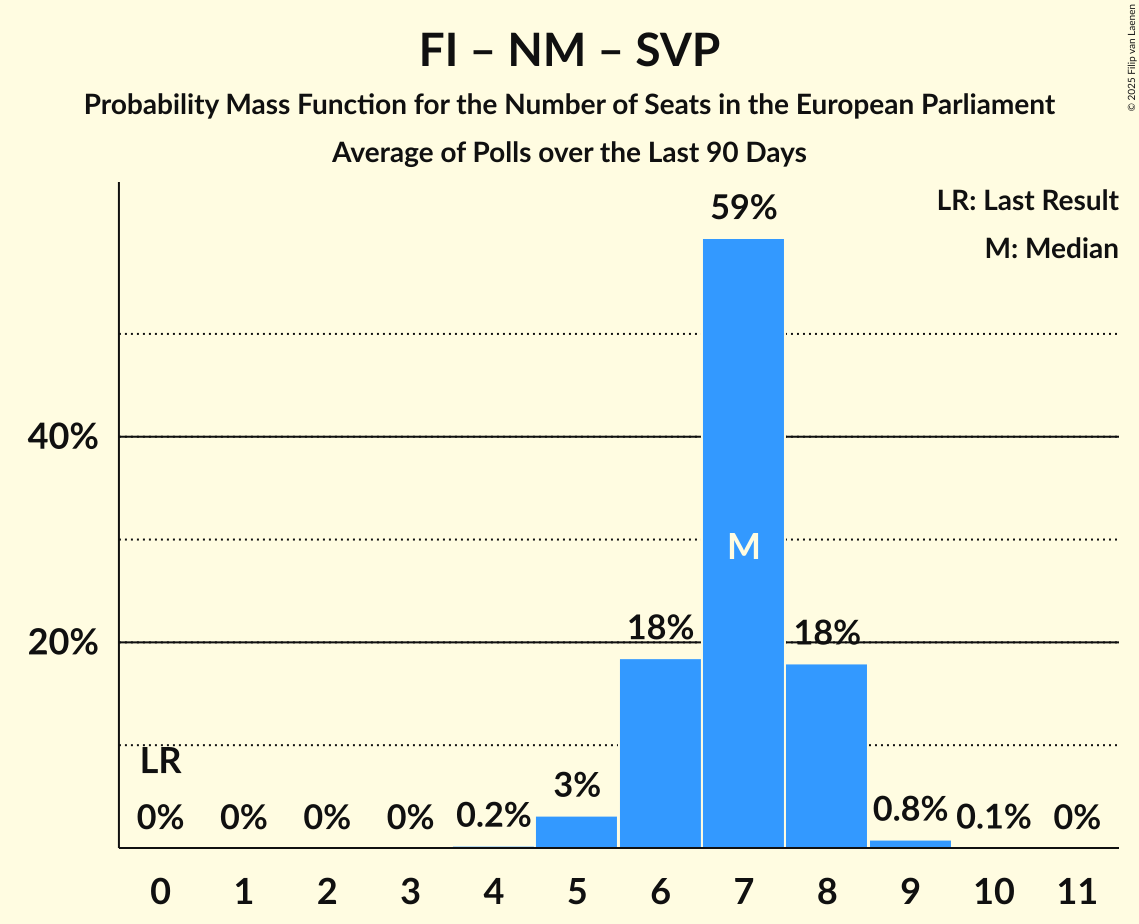 FI – NM – SVP
Probability Mass Function for the Number of Seats in the European Parliament
Average of Polls over the Last 90 Days
© 2025 Filip van Laenen
LR: Last Result
M: Median
59%
40%
M
18%
18%
20%
LR
0%
0%
0%
0%
0.2%
3%
0.8%
0.1%
0%
0 1 2 3 4 5 6 7 8 9 10 11